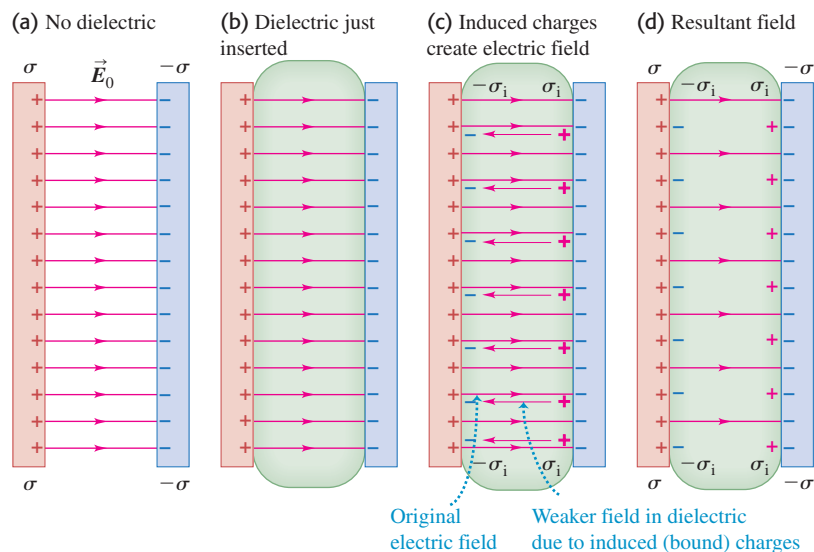 (a) No dielectric
σ
E⃗₀
−σ
σ
−σ
(b) Dielectric just
inserted
(c) Induced charges
create electric field
−σᵢ σᵢ
−σᵢ σᵢ
Original
electric field
Weaker field in dielectric
due to induced (bound) charges
(d) Resultant field
σ
−σ
−σᵢ σᵢ
−σᵢ σᵢ
σ
−σ